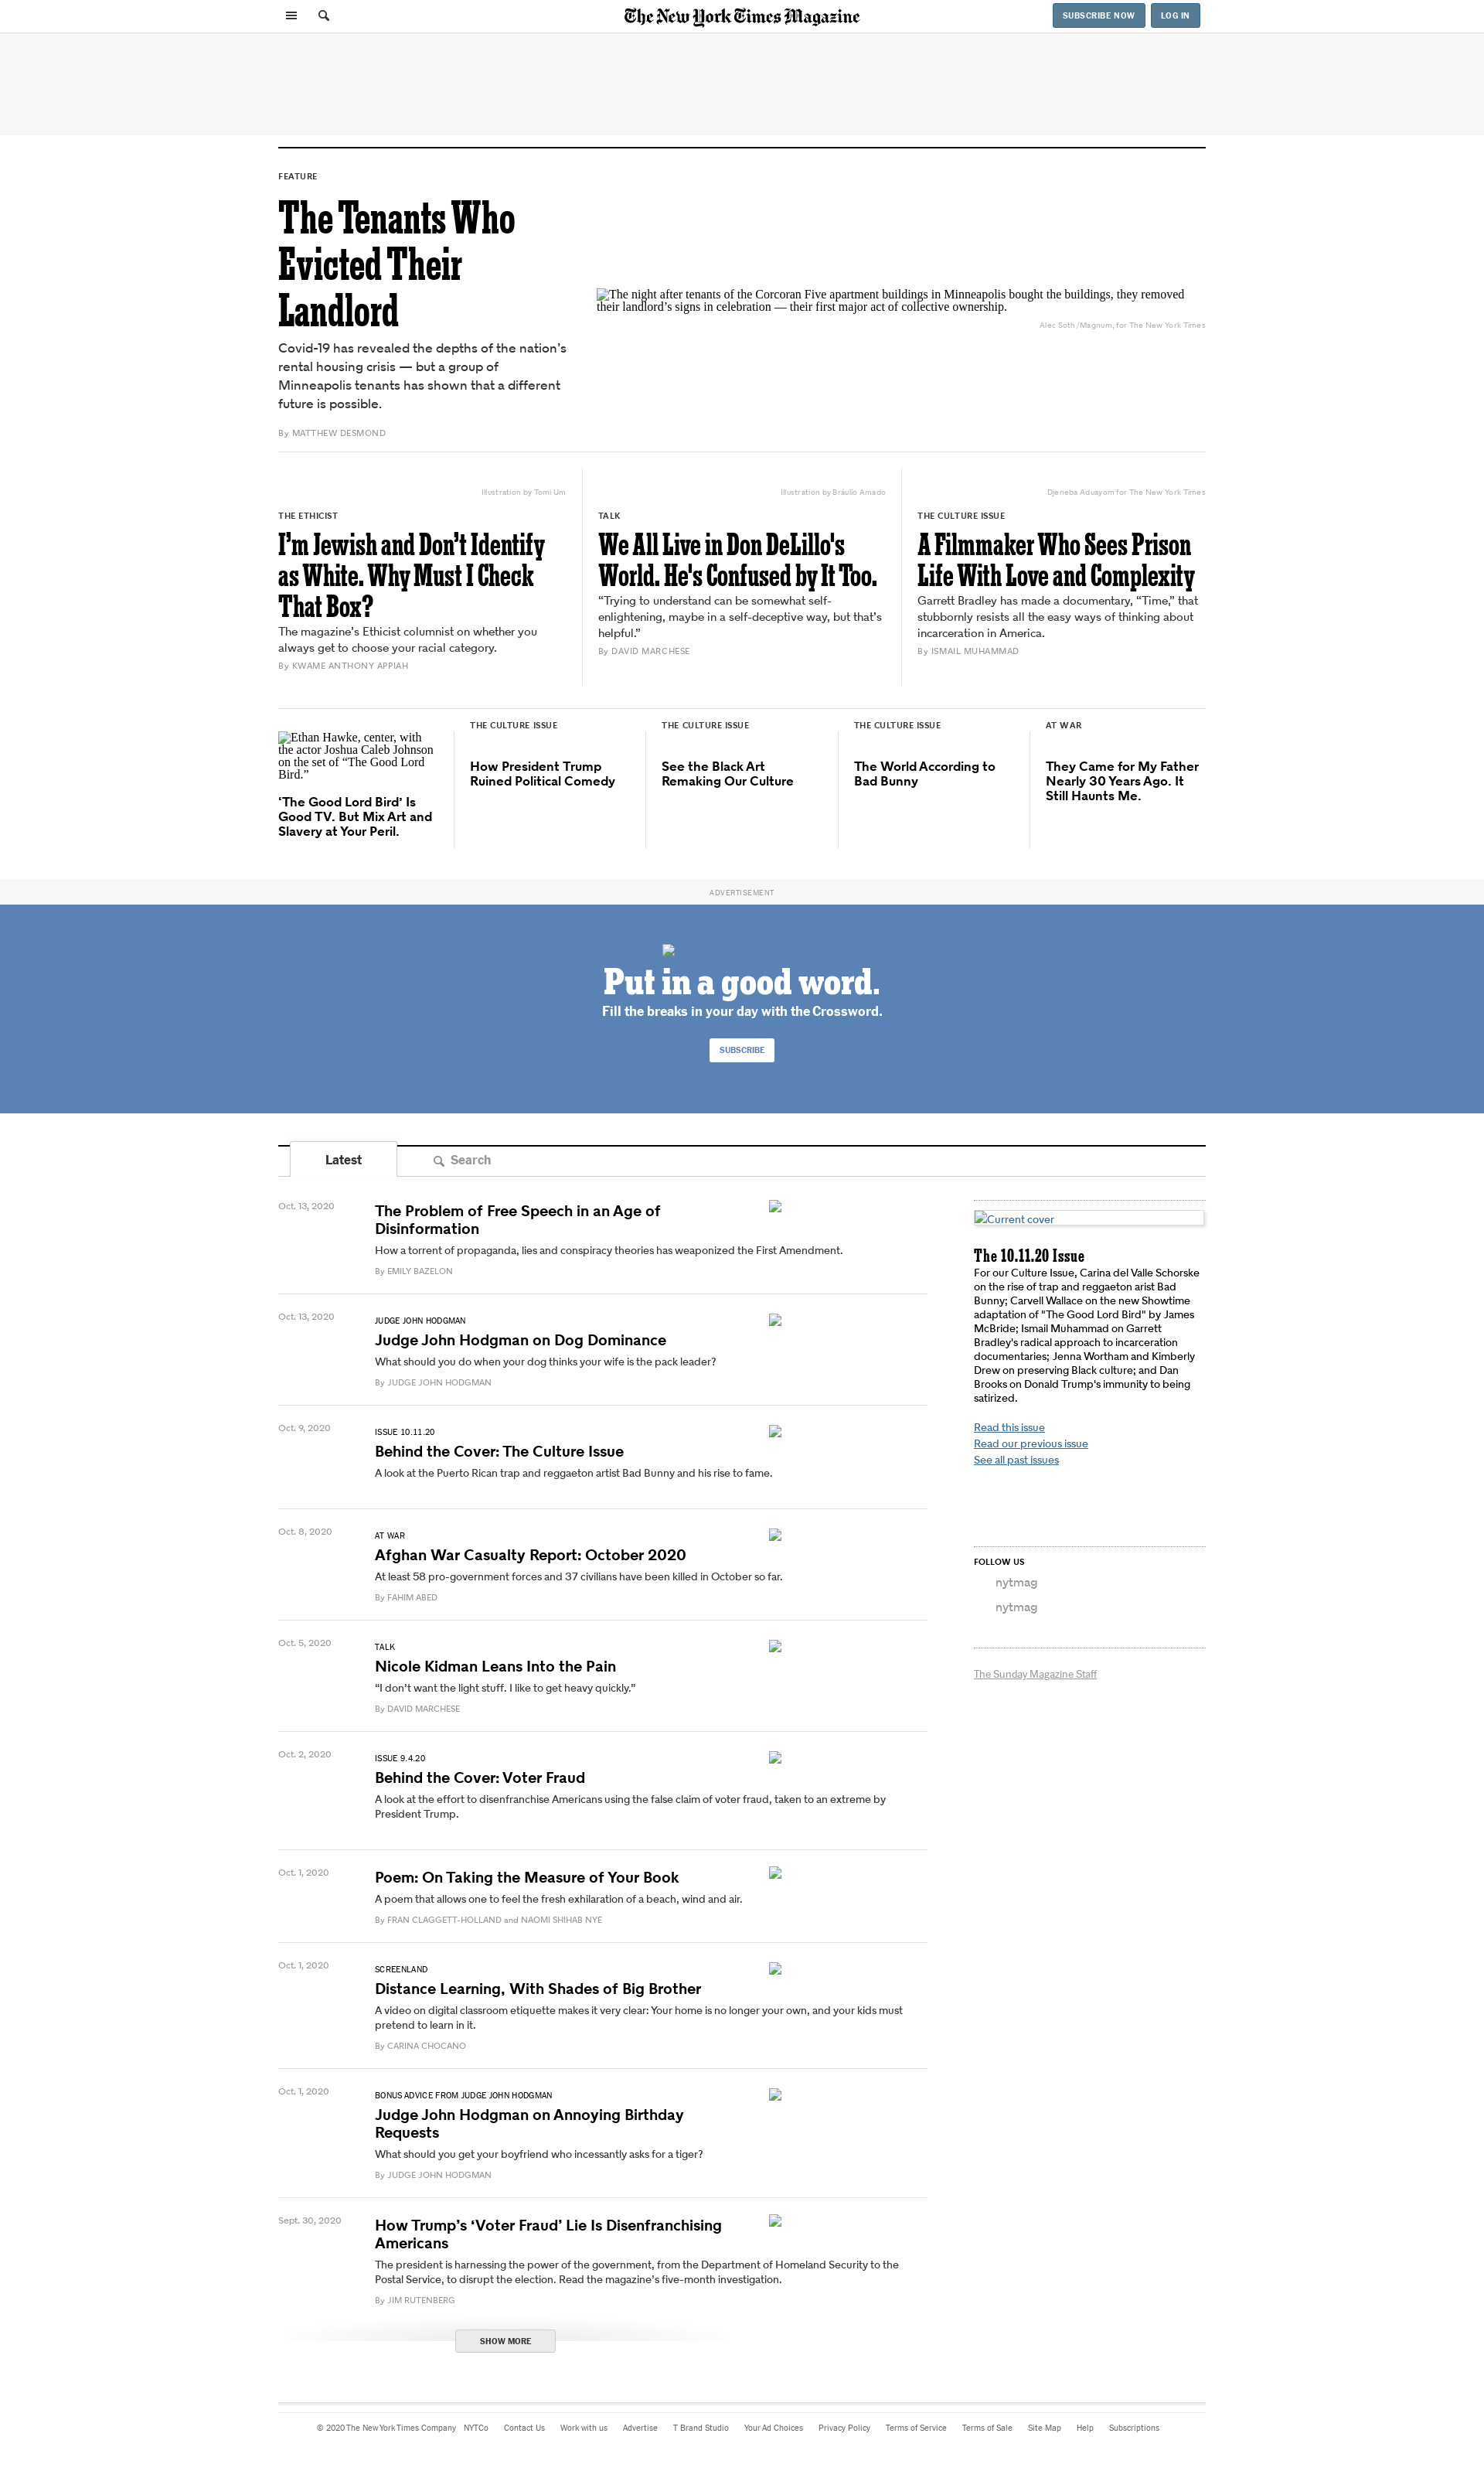 The New York Times Magazine
SUBSCRIBE NOW
LOG IN
FEATURE
The Tenants Who
Evicted Their
Landlord
Covid-19 has revealed the depths of the nation’s
rental housing crisis — but a group of
Minneapolis tenants has shown that a different
future is possible.
By MATTHEW DESMOND
The night after tenants of the Corcoran Five apartment buildings in Minneapolis bought the buildings, they removed
their landlord’s signs in celebration — their first major act of collective ownership.
Alec Soth/Magnum, for The New York Times
Illustration by Tomi Um
THE ETHICIST
I’m Jewish and Don’t Identify
as White. Why Must I Check
That Box?
The magazine’s Ethicist columnist on whether you
always get to choose your racial category.
By KWAME ANTHONY APPIAH
Illustration by Bráulio Amado
TALK
We All Live in Don DeLillo's
World. He's Confused by It Too.
“Trying to understand can be somewhat self-
enlightening, maybe in a self-deceptive way, but that’s
helpful.”
By DAVID MARCHESE
Djeneba Aduayom for The New York Times
THE CULTURE ISSUE
A Filmmaker Who Sees Prison
Life With Love and Complexity
Garrett Bradley has made a documentary, “Time,” that
stubbornly resists all the easy ways of thinking about
incarceration in America.
By ISMAIL MUHAMMAD
Ethan Hawke, center, with
the actor Joshua Caleb Johnson
on the set of “The Good Lord
Bird.”
‘The Good Lord Bird’ Is
Good TV. But Mix Art and
Slavery at Your Peril.
THE CULTURE ISSUE
How President Trump
Ruined Political Comedy
THE CULTURE ISSUE
See the Black Art
Remaking Our Culture
THE CULTURE ISSUE
The World According to
Bad Bunny
AT WAR
They Came for My Father
Nearly 30 Years Ago. It
Still Haunts Me.
ADVERTISEMENT
Put in a good word.
Fill the breaks in your day with the Crossword.
SUBSCRIBE
Latest
Search
Oct. 13, 2020
The Problem of Free Speech in an Age of
Disinformation
How a torrent of propaganda, lies and conspiracy theories has weaponized the First Amendment.
By EMILY BAZELON
Oct. 13, 2020
JUDGE JOHN HODGMAN
Judge John Hodgman on Dog Dominance
What should you do when your dog thinks your wife is the pack leader?
By JUDGE JOHN HODGMAN
Oct. 9, 2020
ISSUE 10.11.20
Behind the Cover: The Culture Issue
A look at the Puerto Rican trap and reggaeton artist Bad Bunny and his rise to fame.
Oct. 8, 2020
AT WAR
Afghan War Casualty Report: October 2020
At least 58 pro-government forces and 37 civilians have been killed in October so far.
By FAHIM ABED
Oct. 5, 2020
TALK
Nicole Kidman Leans Into the Pain
“I don’t want the light stuff. I like to get heavy quickly.”
By DAVID MARCHESE
Oct. 2, 2020
ISSUE 9.4.20
Behind the Cover: Voter Fraud
A look at the effort to disenfranchise Americans using the false claim of voter fraud, taken to an extreme by
President Trump.
Oct. 1, 2020
Poem: On Taking the Measure of Your Book
A poem that allows one to feel the fresh exhilaration of a beach, wind and air.
By FRAN CLAGGETT-HOLLAND and NAOMI SHIHAB NYE
Oct. 1, 2020
SCREENLAND
Distance Learning, With Shades of Big Brother
A video on digital classroom etiquette makes it very clear: Your home is no longer your own, and your kids must
pretend to learn in it.
By CARINA CHOCANO
Oct. 1, 2020
BONUS ADVICE FROM JUDGE JOHN HODGMAN
Judge John Hodgman on Annoying Birthday
Requests
What should you get your boyfriend who incessantly asks for a tiger?
By JUDGE JOHN HODGMAN
Sept. 30, 2020
How Trump’s ‘Voter Fraud’ Lie Is Disenfranchising
Americans
The president is harnessing the power of the government, from the Department of Homeland Security to the
Postal Service, to disrupt the election. Read the magazine’s five-month investigation.
By JIM RUTENBERG
SHOW MORE
Current cover
The 10.11.20 Issue
For our Culture Issue, Carina del Valle Schorske
on the rise of trap and reggaeton arist Bad
Bunny; Carvell Wallace on the new Showtime
adaptation of "The Good Lord Bird" by James
McBride; Ismail Muhammad on Garrett
Bradley's radical approach to incarceration
documentaries; Jenna Wortham and Kimberly
Drew on preserving Black culture; and Dan
Brooks on Donald Trump's immunity to being
satirized.
Read this issue
Read our previous issue
See all past issues
FOLLOW US
nytmag
nytmag
The Sunday Magazine Staff
© 2020 The New York Times Company NYTCo Contact Us Work with us Advertise T Brand Studio Your Ad Choices Privacy Policy Terms of Service Terms of Sale Site Map Help Subscriptions